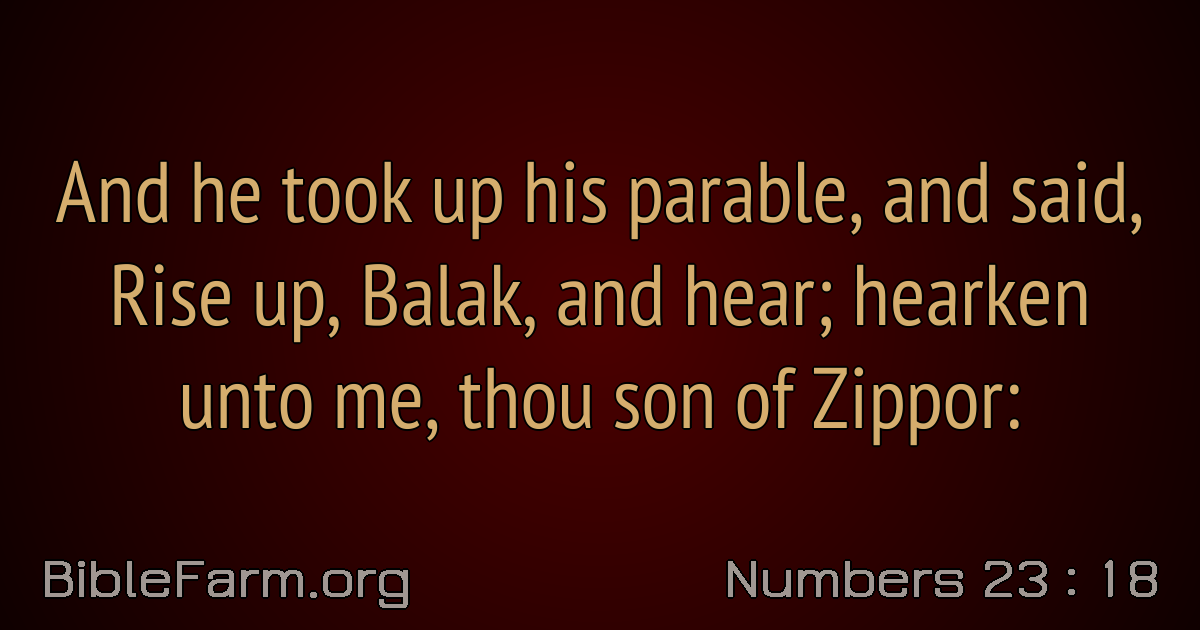 And he took up his parable, and said,
Rise up, Balak, and hear; hearken
unto me, thou son of Zippor:
BibleFarm.org
Numbers 23 : 18